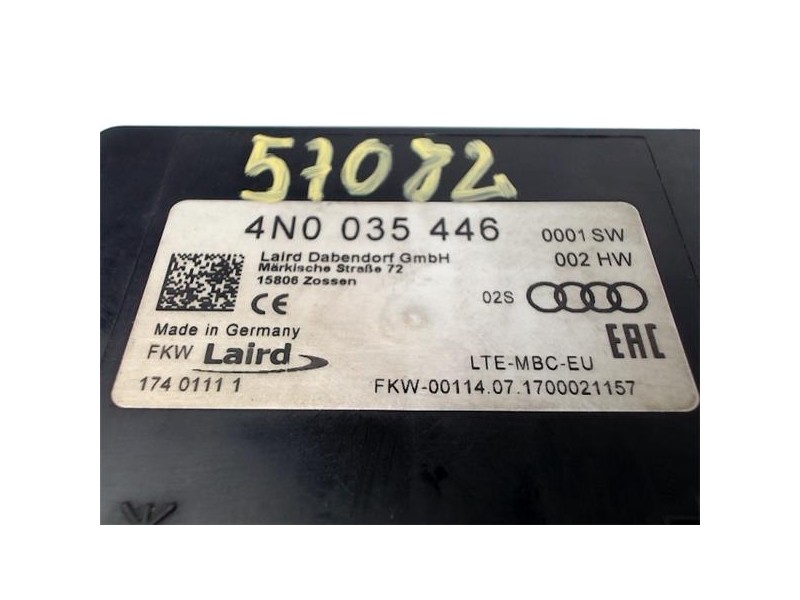 57082
4N0 035 446
0001 SW
Laird Dabendorf GmbH
002 HW
Märkische Straße 72
15806 Zossen
CE
02S
Made in Germany
EAC
FKW Laird
LTE-MBC-EU
174 0111 1
FKW-00114.07.1700021157